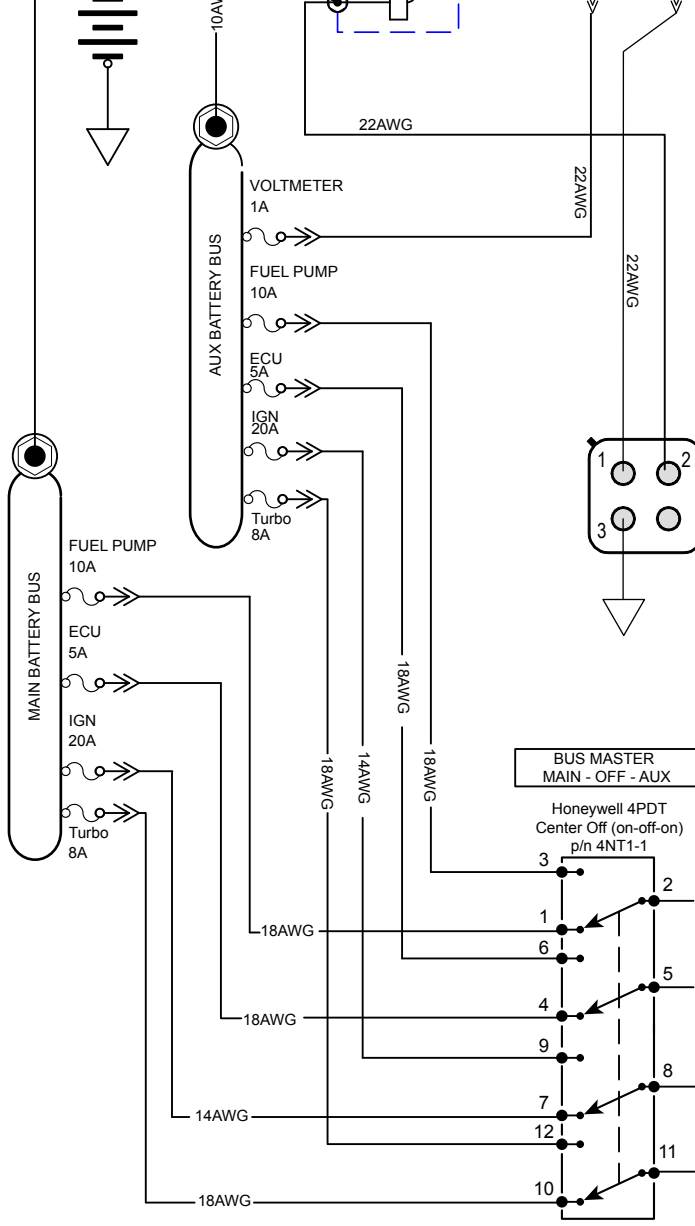 10AW
22AWG
VOLTMETER
1A
22AWG
FUEL PUMP
10A
22AWG
AUX BATTERY BUS
ECU
5A
IGN
20A
1
2
Turbo
8A
3
FUEL PUMP
10A
MAIN BATTERY BUS
ECU
5A
18AWG
IGN
20A
18AWG
14AWG
18AWG
BUS MASTER
MAIN - OFF - AUX
Turbo
8A
Honeywell 4PDT
Center Off (on-off-on)
p/n 4NT1-1
3
2
1
18AWG
6
5
4
18AWG
9
8
7
14AWG
12
11
10
18AWG